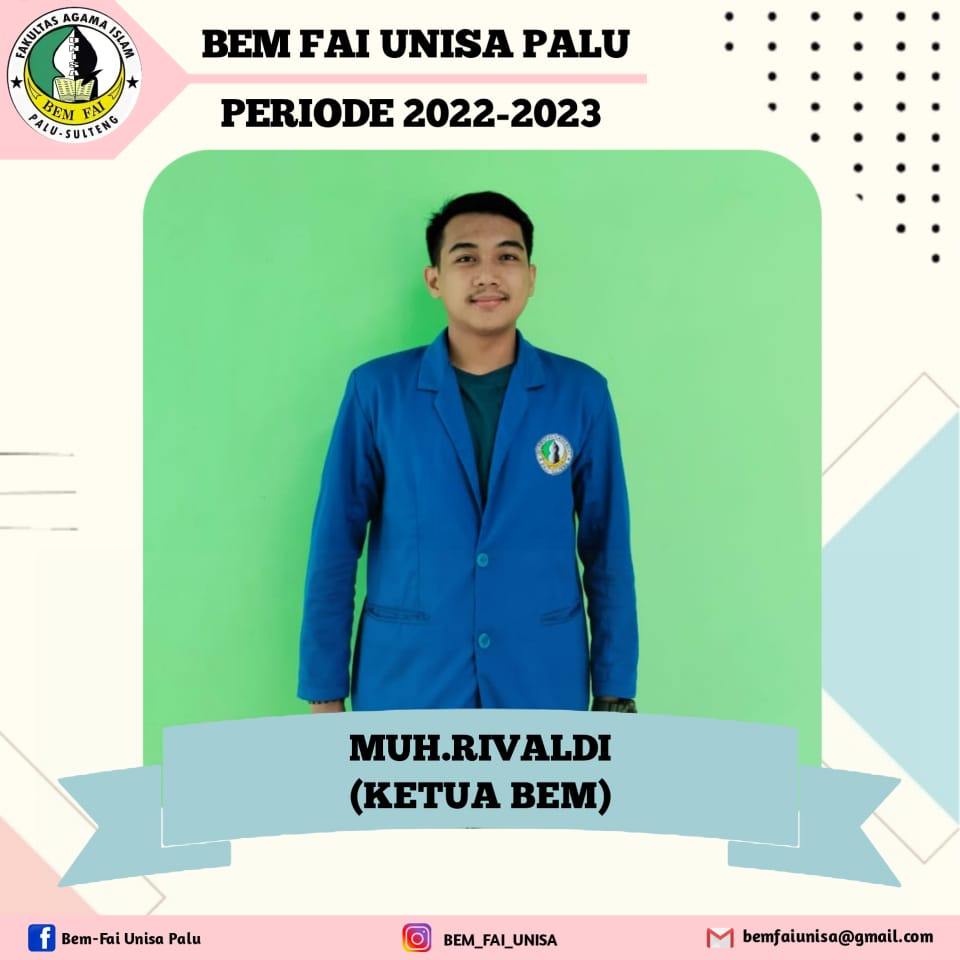 FAKULTAS AGAMA ISLAM
BEM FAI
PALU-SULTENG
BEM FAI UNISA PALU
PERIODE 2022-2023
MUH.RIVALDI
(KETUA BEM)
Bem-Fai Unisa Palu
BEM_FAI_UNISA
bemfaiunisa@gmail.com